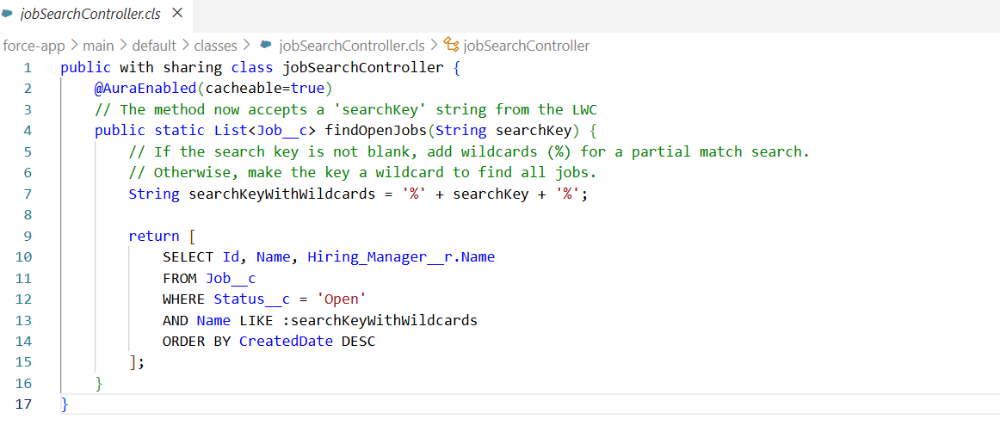 jobSearchController.cls ×
force-app > main > default > classes > jobSearchController.cls > jobSearchController
1 public with sharing class jobSearchController {
2 @AuraEnabled(cacheable=true)
3 // The method now accepts a 'searchKey' string from the LWC
4 public static List<Job__c> findOpenJobs(String searchKey) {
5 // If the search key is not blank, add wildcards (%) for a partial match search.
6 // Otherwise, make the key a wildcard to find all jobs.
7 String searchKeyWithWildcards = '%' + searchKey + '%';
8
9 return [
10 SELECT Id, Name, Hiring_Manager__r.Name
11 FROM Job__c
12 WHERE Status__c = 'Open'
13 AND Name LIKE :searchKeyWithWildcards
14 ORDER BY CreatedDate DESC
15 ];
16 }
17 }